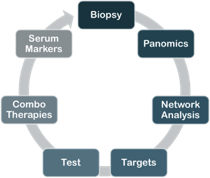 Biopsy
Panomics
Network
Analysis
Targets
Test
Combo
Therapies
Serum
Markers